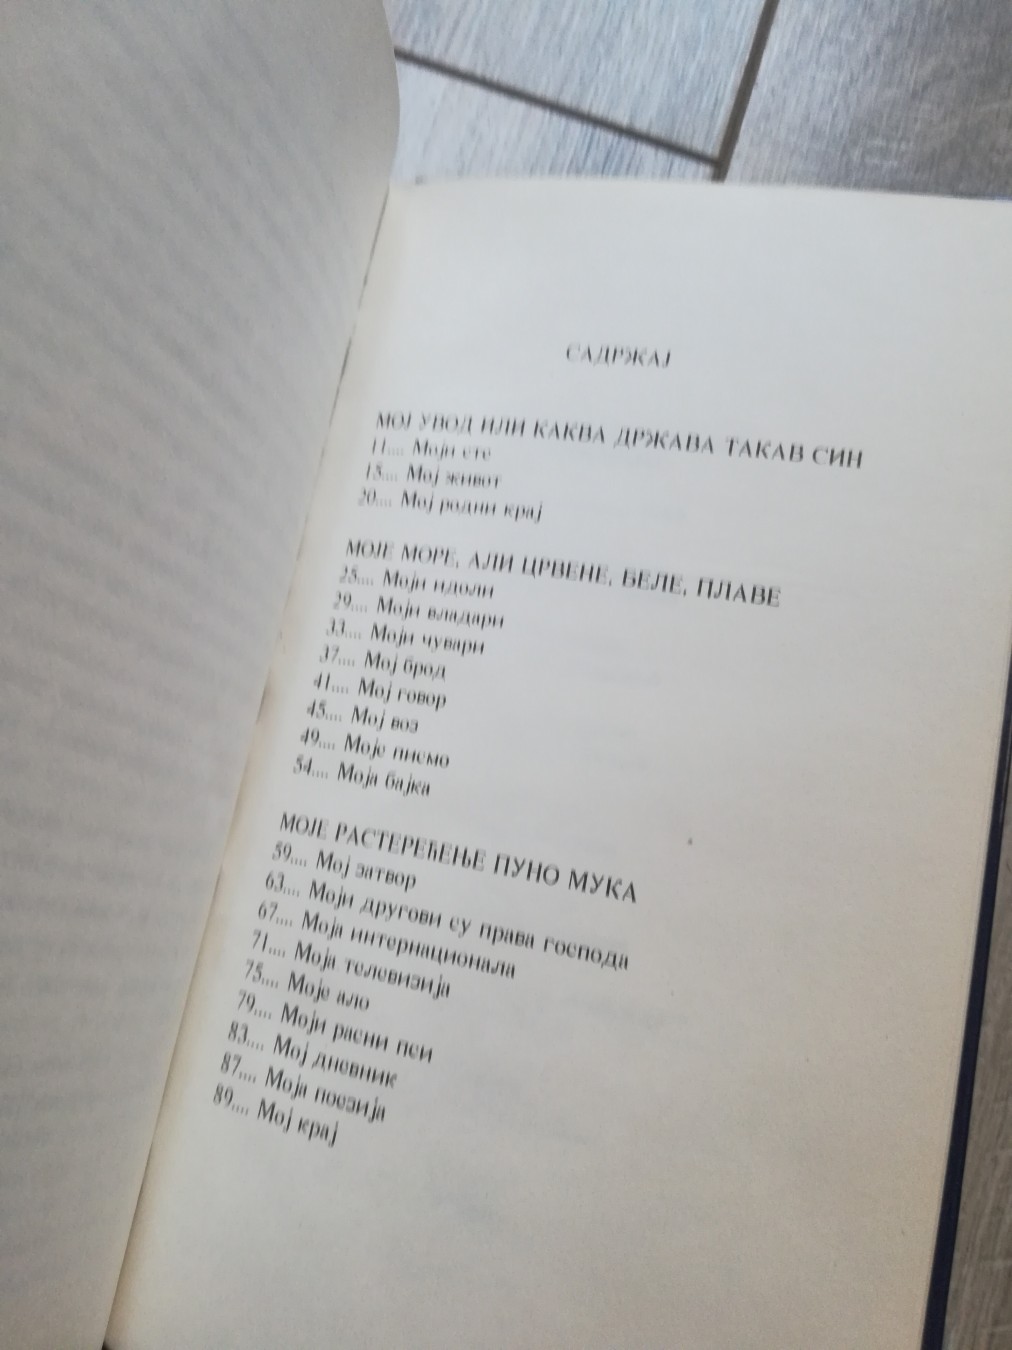 САДРЖАЈ
МОЈ УВОД ИЛИ КАКВА ДРЖАВА ТАКАВ СИН
11.... Моји сте
15.... Мој живот
20.... Мој родни крај
МОЈЕ МОРЕ, АЛИ ЦРВЕНЕ, БЕЛЕ, ПЛАВЕ
25.... Моји идоли
29.... Моји владари
33.... Моји чувари
37.... Мој брод
41.... Мој говор
45.... Мој воз
49.... Моје писмо
54.... Моја бајка
МОЈЕ РАСТЕРЕЋЕЊЕ ПУНО МУКА
59.... Мој затвор
63.... Моји другови су права господа
67.... Моја интернационала
71.... Моја телевизија
75.... Моје ало
79.... Моји расни пси
83.... Мој дневник
87.... Моја поезија
89.... Мој крај